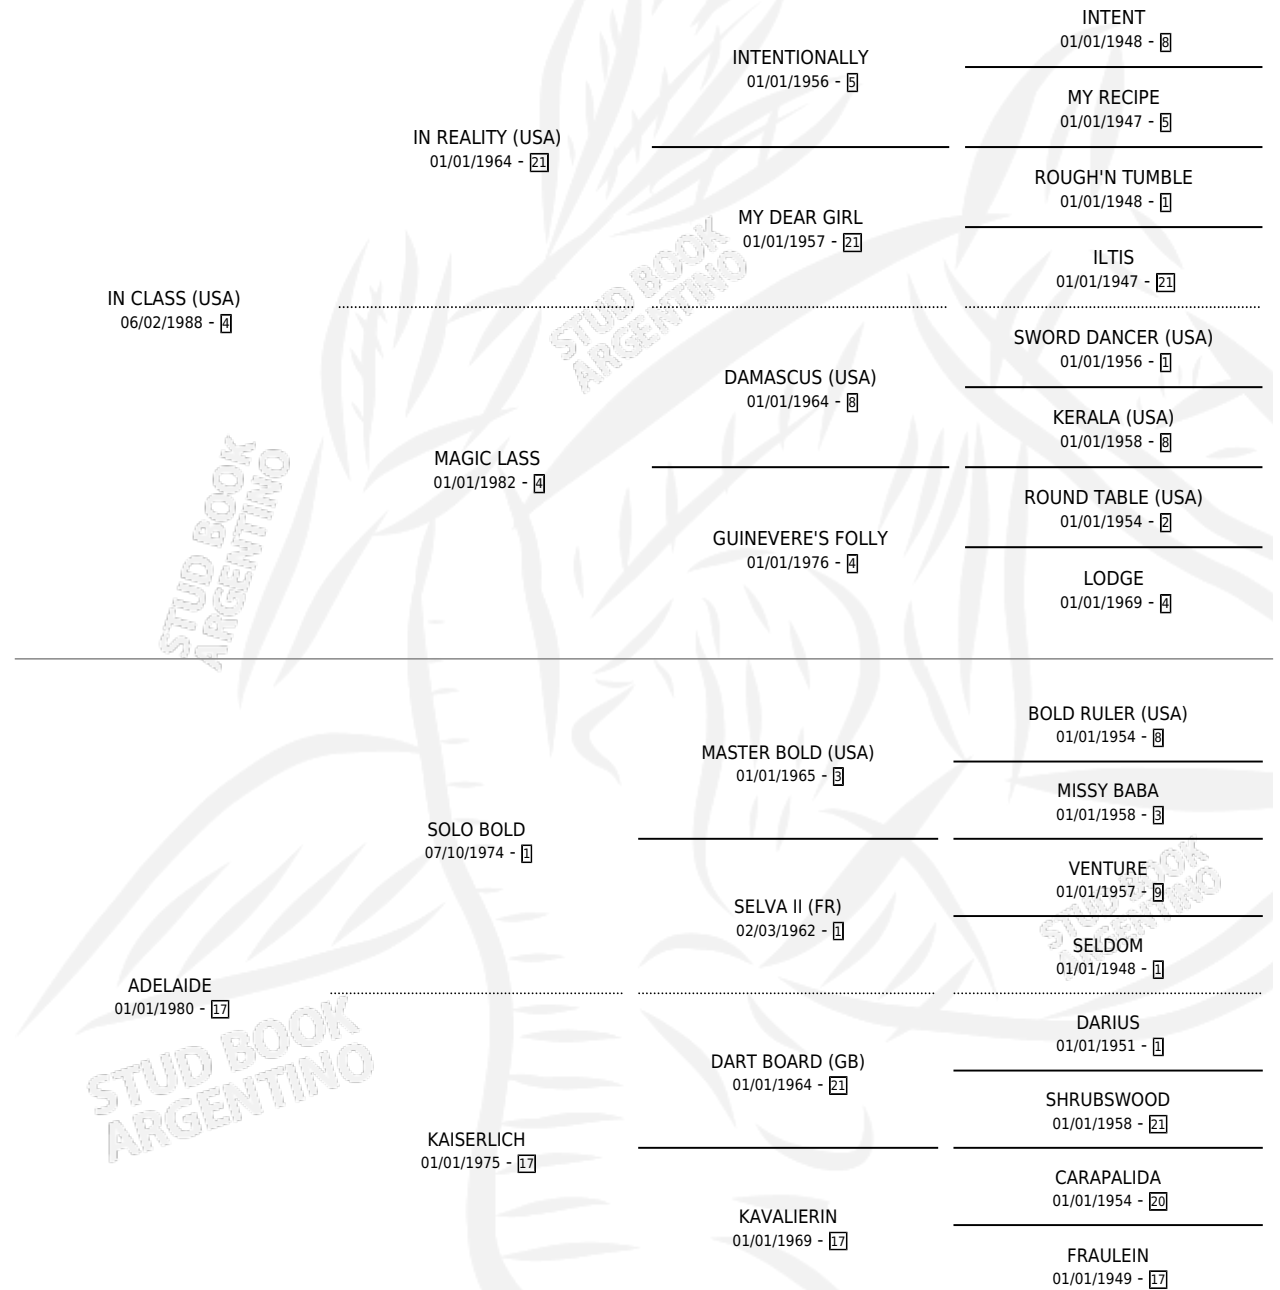 INTENT
01/01/1948 - 8
INTENTIONALLY
01/01/1956 - 5
MY RECIPE
01/01/1947 - 5
IN REALITY (USA)
01/01/1964 - 21
ROUGH'N TUMBLE
01/01/1948 - 1
MY DEAR GIRL
01/01/1957 - 21
ILTIS
01/01/1947 - 21
IN CLASS (USA)
06/02/1988 - 4
STUD BOOK
ARGENTINO
SWORD DANCER (USA)
01/01/1956 - 1
DAMASCUS (USA)
01/01/1964 - 8
KERALA (USA)
01/01/1958 - 8
MAGIC LASS
01/01/1982 - 4
ROUND TABLE (USA)
01/01/1954 - 2
GUINEVERE'S FOLLY
01/01/1976 - 4
LODGE
01/01/1969 - 4
STUD BOOK
ARGENTINO
BOLD RULER (USA)
01/01/1954 - 8
MASTER BOLD (USA)
01/01/1965 - 3
MISSY BABA
01/01/1958 - 3
SOLO BOLD
07/10/1974 - 1
VENTURE
01/01/1957 - 9
SELVA II (FR)
02/03/1962 - 1
SELDOM
01/01/1948 - 1
STUD BOOK
ARGENTINO
ADELAIDE
01/01/1980 - 17
STUD BOOK
ARGENTINO
DARIUS
01/01/1951 - 1
DART BOARD (GB)
01/01/1964 - 21
SHRUBSWOOD
01/01/1958 - 21
KAISERLICH
01/01/1975 - 17
CARAPALIDA
01/01/1954 - 20
KAVALIERIN
01/01/1969 - 17
FRAULEIN
01/01/1949 - 17